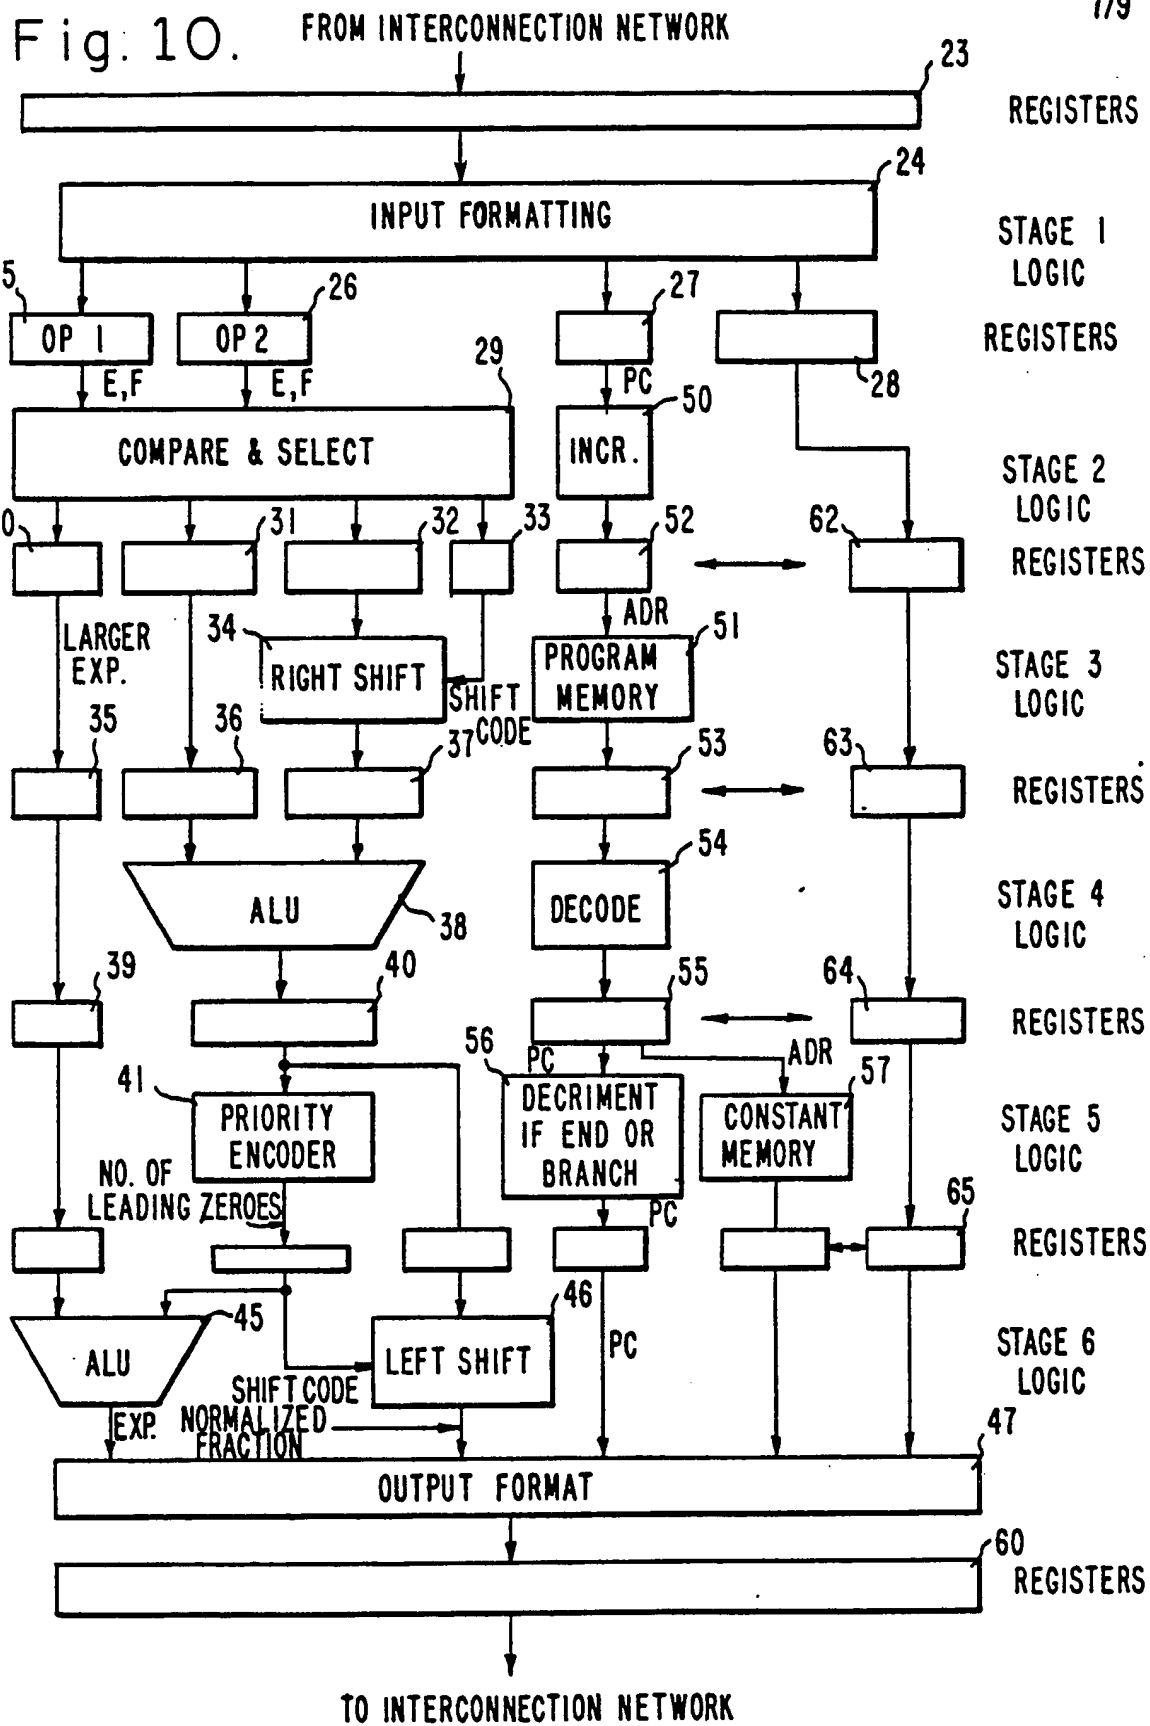 179
Fig. 10.
FROM INTERCONNECTION NETWORK
23
REGISTERS
24
INPUT FORMATTING
STAGE 1
LOGIC
5
26
27
OP 1
OP 2
REGISTERS
28
E,F
E,F
29
PC
50
COMPARE & SELECT
INCR.
STAGE 2
LOGIC
0
31
32
33
52
62
REGISTERS
ADR
LARGER
EXP.
34
RIGHT SHIFT
SHIFT
CODE
51
PROGRAM
MEMORY
STAGE 3
LOGIC
35
36
37
53
63
REGISTERS
54
ALU
38
DECODE
STAGE 4
LOGIC
39
40
55
64
REGISTERS
PC
ADR
41
PRIORITY
ENCODER
56
DECRIMENT
IF END OR
BRANCH
57
CONSTANT
MEMORY
STAGE 5
LOGIC
NO. OF
LEADING ZEROES
PC
65
REGISTERS
45
ALU
46
LEFT SHIFT
PC
STAGE 6
LOGIC
SHIFT CODE
EXP.
NORMALIZED
FRACTION
47
OUTPUT FORMAT
60
REGISTERS
TO INTERCONNECTION NETWORK